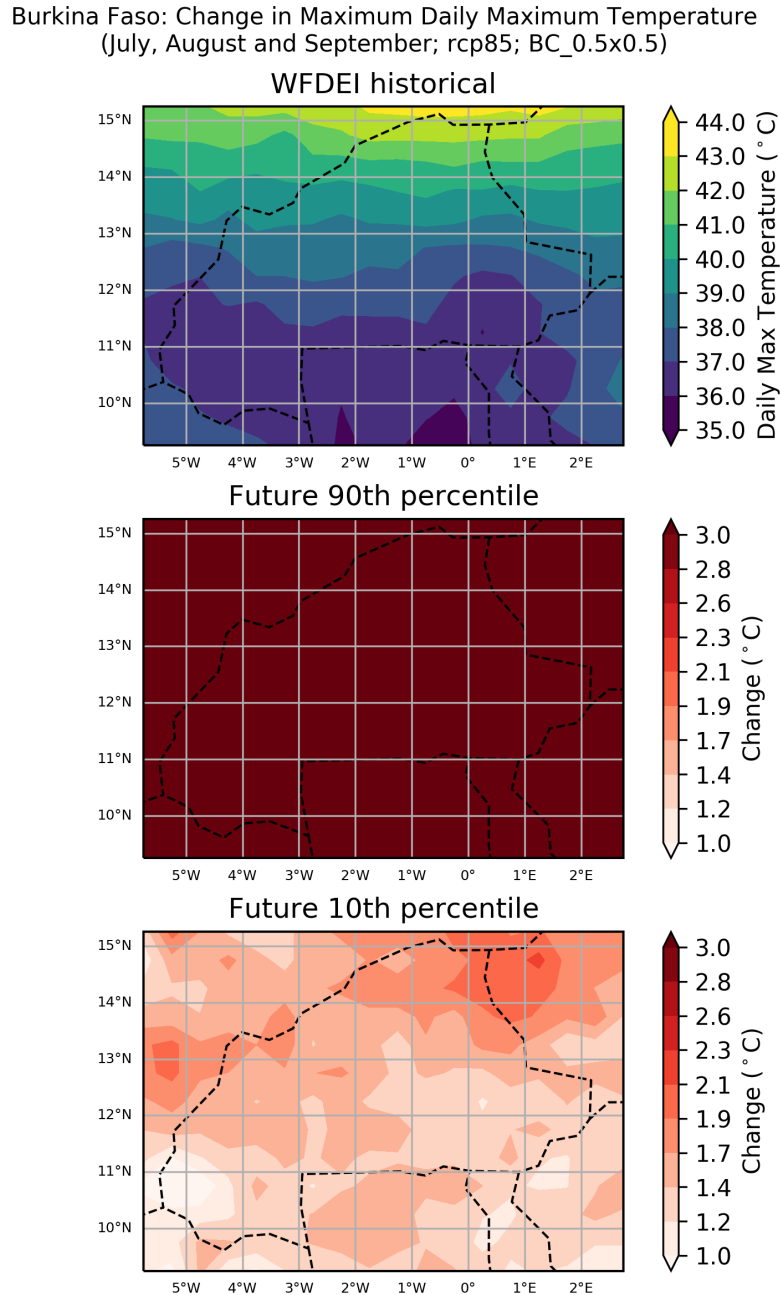 Burkina Faso: Change in Maximum Daily Maximum Temperature
(July, August and September; rcp85; BC_0.5x0.5)
WFDEI historical
15°N
14°N
13°N
12°N
11°N
10°N
5°W 4°W 3°W 2°W 1°W 0° 1°E 2°E
44.0
43.0
42.0
41.0
40.0
39.0
38.0
37.0
36.0
35.0
Daily Max Temperature (°C)
Future 90th percentile
15°N
14°N
13°N
12°N
11°N
10°N
5°W 4°W 3°W 2°W 1°W 0° 1°E 2°E
3.0
2.8
2.6
2.3
2.1
1.9
1.7
1.4
1.2
1.0
Change (°C)
Future 10th percentile
15°N
14°N
13°N
12°N
11°N
10°N
5°W 4°W 3°W 2°W 1°W 0° 1°E 2°E
3.0
2.8
2.6
2.3
2.1
1.9
1.7
1.4
1.2
1.0
Change (°C)